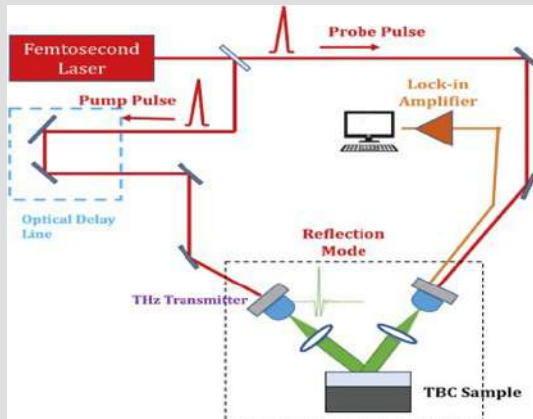 Femtosecond
Laser
Probe Pulse
Pump Pulse
Lock-in
Amplifier
Optical Delay
Line
Reflection
Mode
THz Transmitter
TBC Sample